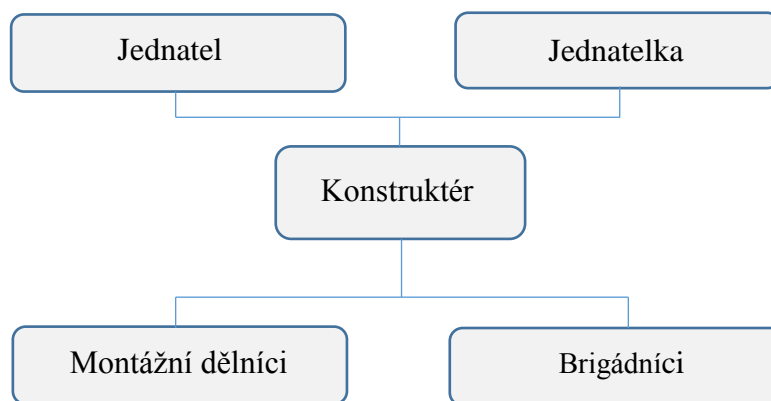 Jednatel
Jednatelka
Konstruktér
Montážní dělníci
Brigádníci